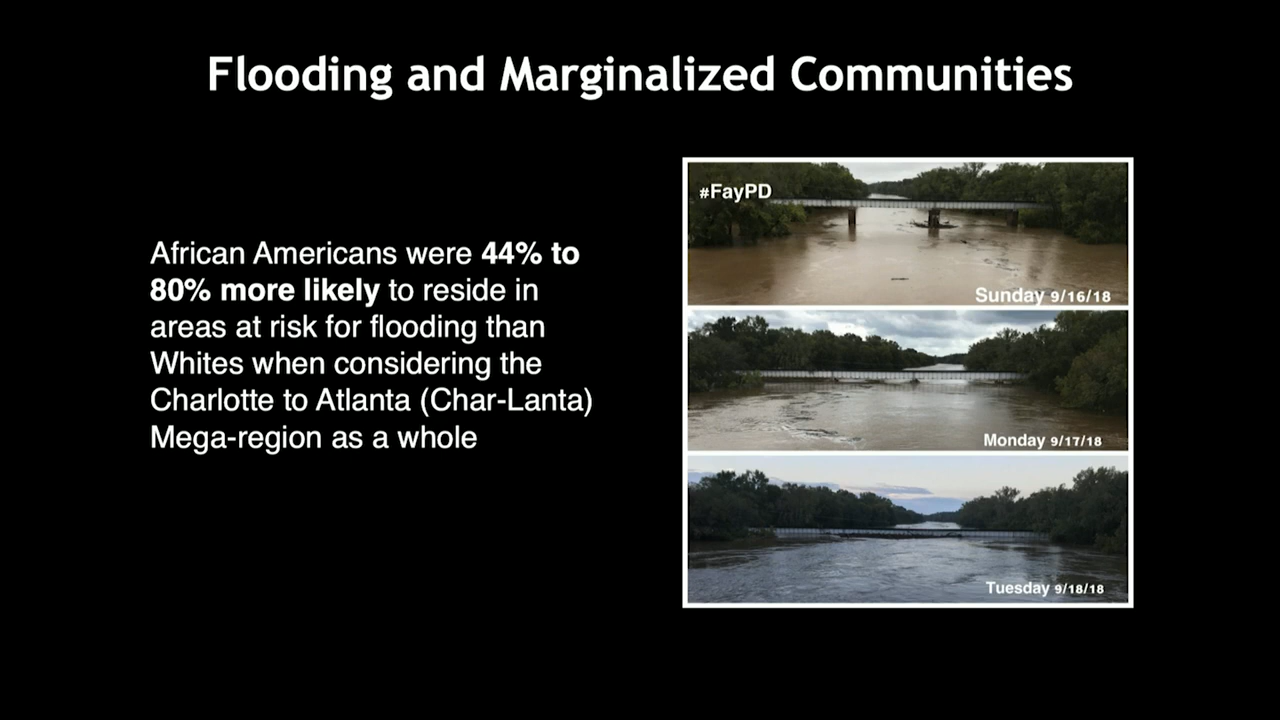 Flooding and Marginalized Communities
African Americans were 44% to
80% more likely to reside in
areas at risk for flooding than
Whites when considering the
Charlotte to Atlanta (Char-Lanta)
Mega-region as a whole
#FayPD
Sunday 9/16/18
Monday 9/17/18
Tuesday 9/18/18